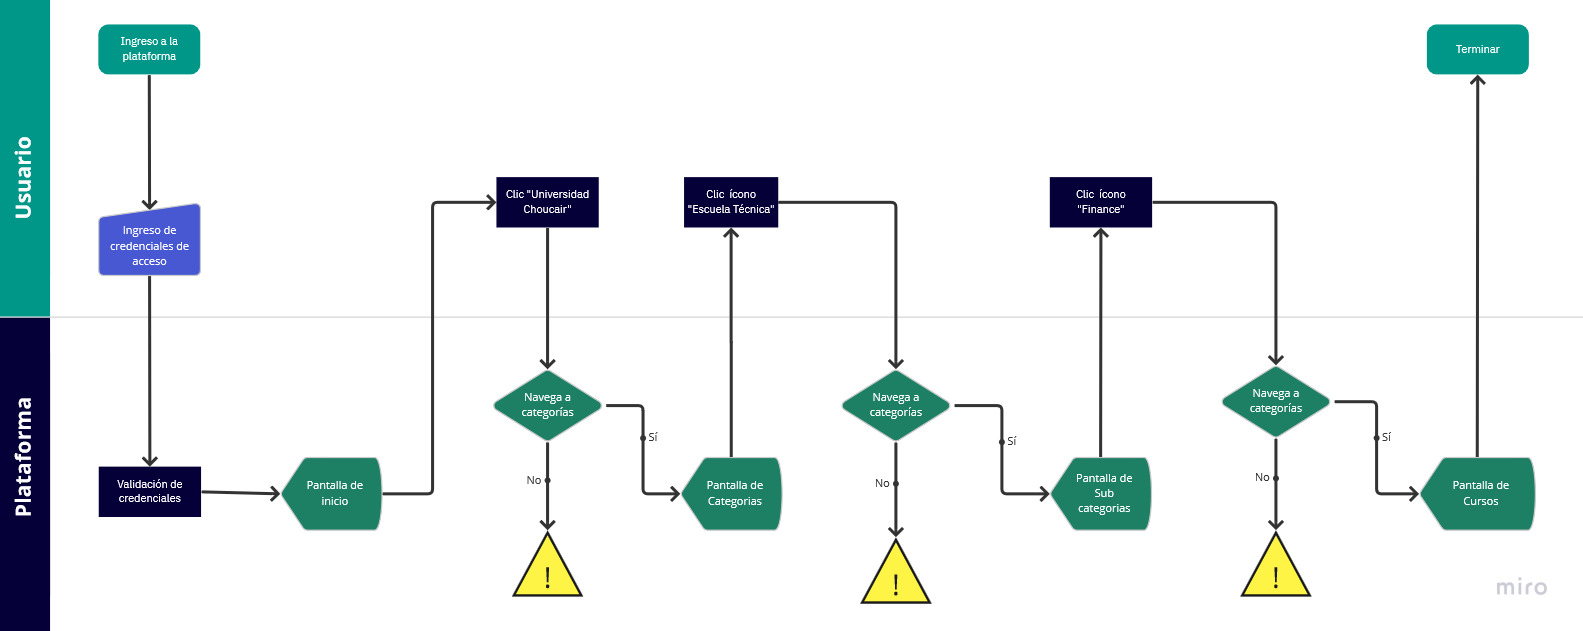 Usuario
Ingreso a la
plataforma
Terminar
Clic "Universidad
Choucair"
Clic  ícono
"Escuela Técnica"
Clic  ícono
"Finance"
Ingreso de
credenciales de
acceso
Plataforma
Navega a
categorías
Sí
No
!
Navega a
categorías
Sí
No
!
Navega a
categorías
Sí
No
!
Validación de
credenciales
Pantalla de
inicio
Pantalla de
Categorias
Pantalla de
Sub
categorias
Pantalla de
Cursos
miro